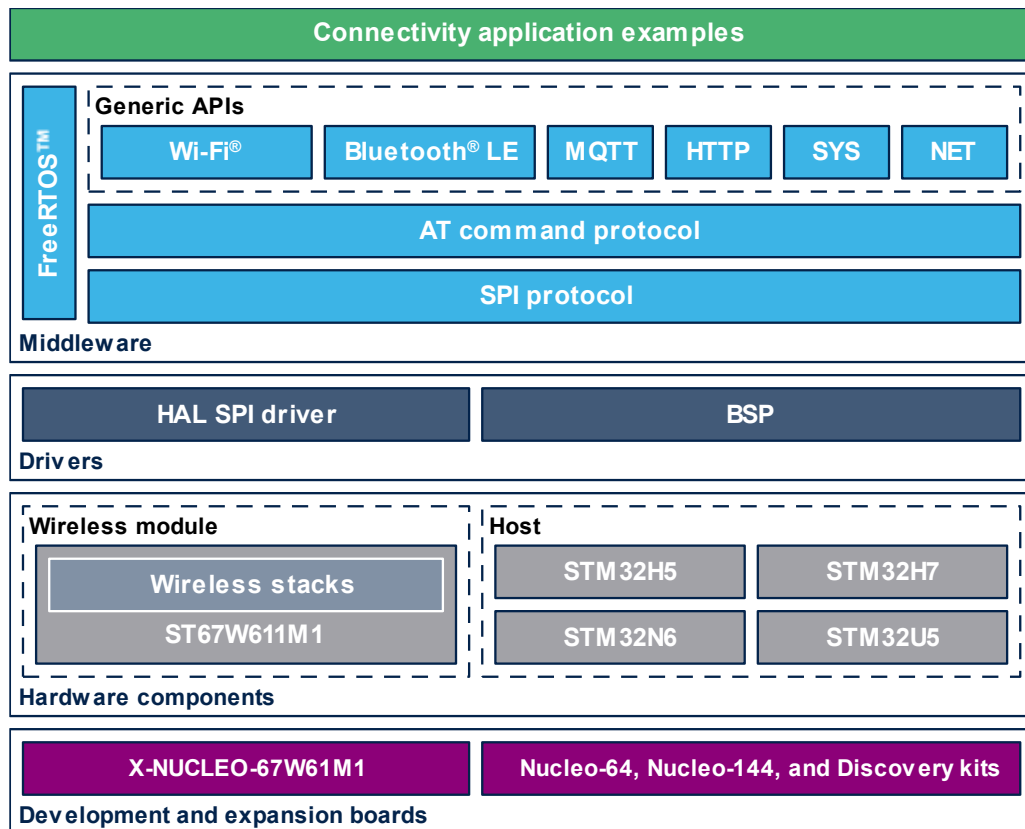 Connectivity application examples
FreeRTOS™
Generic APIs
Wi-Fi®
Bluetooth® LE
MQTT
HTTP
SYS
NET
AT command protocol
SPI protocol
Middleware
HAL SPI driver
BSP
Drivers
Wireless module
Wireless stacks
ST67W611M1
Host
STM32H5
STM32H7
STM32N6
STM32U5
Hardware components
X-NUCLEO-67W61M1
Nucleo-64, Nucleo-144, and Discovery kits
Development and expansion boards